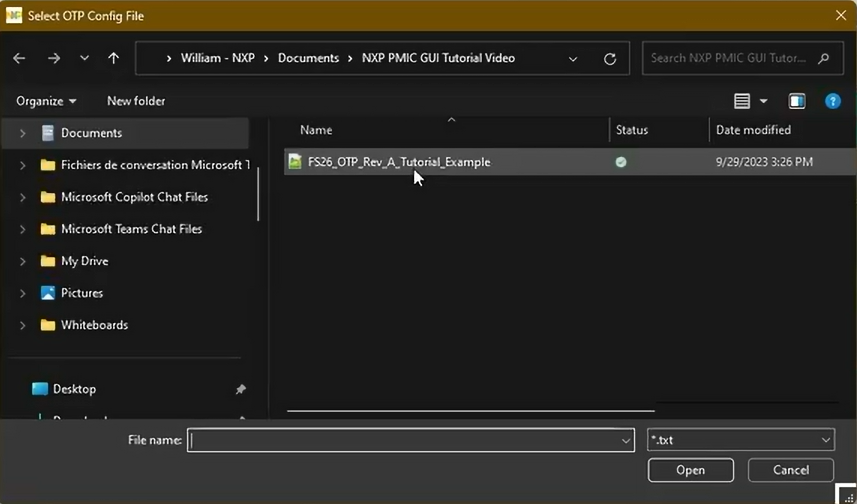 NXP Select OTP Config File
William - NXP > Documents > NXP PMIC GUI Tutorial Video
Search NXP PMIC GUI Tutor...
Organize
New folder
Name
Status
Date modified
Documents
Fichiers de conversation Microsoft
Microsoft Copilot Chat Files
Microsoft Teams Chat Files
My Drive
Pictures
Whiteboards
Desktop
FS26_OTP_Rev_A_Tutorial_Example
9/29/2023 3:26 PM
File name:
*.txt
Open
Cancel